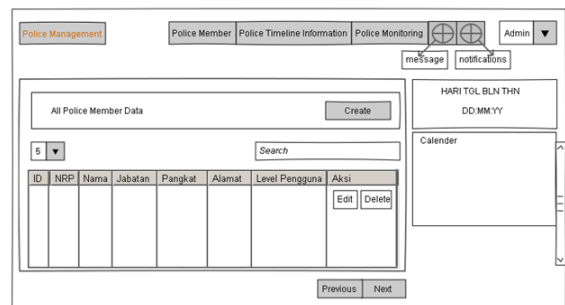 Police Management
Police Member
Police Timeline Information
Police Monitoring
Admin
message
notifications
All Police Member Data
Create
5
Search
ID NRP Nama Jabatan Pangkat Alamat Level Pengguna Aksi
Edit Delete
Previous Next
HARI TGL BLN THN
DD:MM:YY
Calender